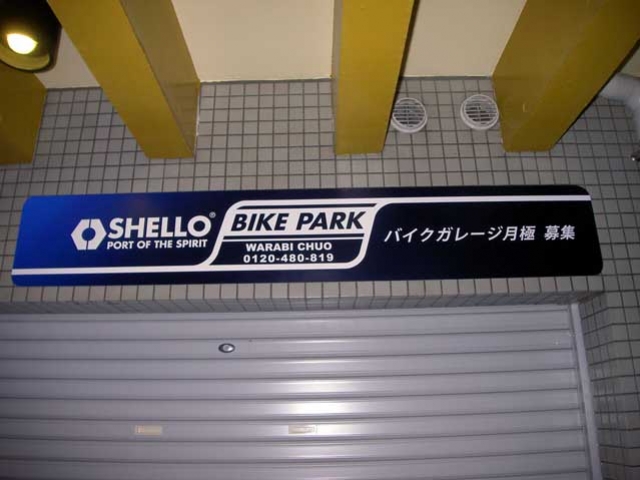 SHELLO®
PORT OF THE SPIRIT
BIKE PARK
WARABI CHUO
0120-480-819
バイクガレージ月極 募集